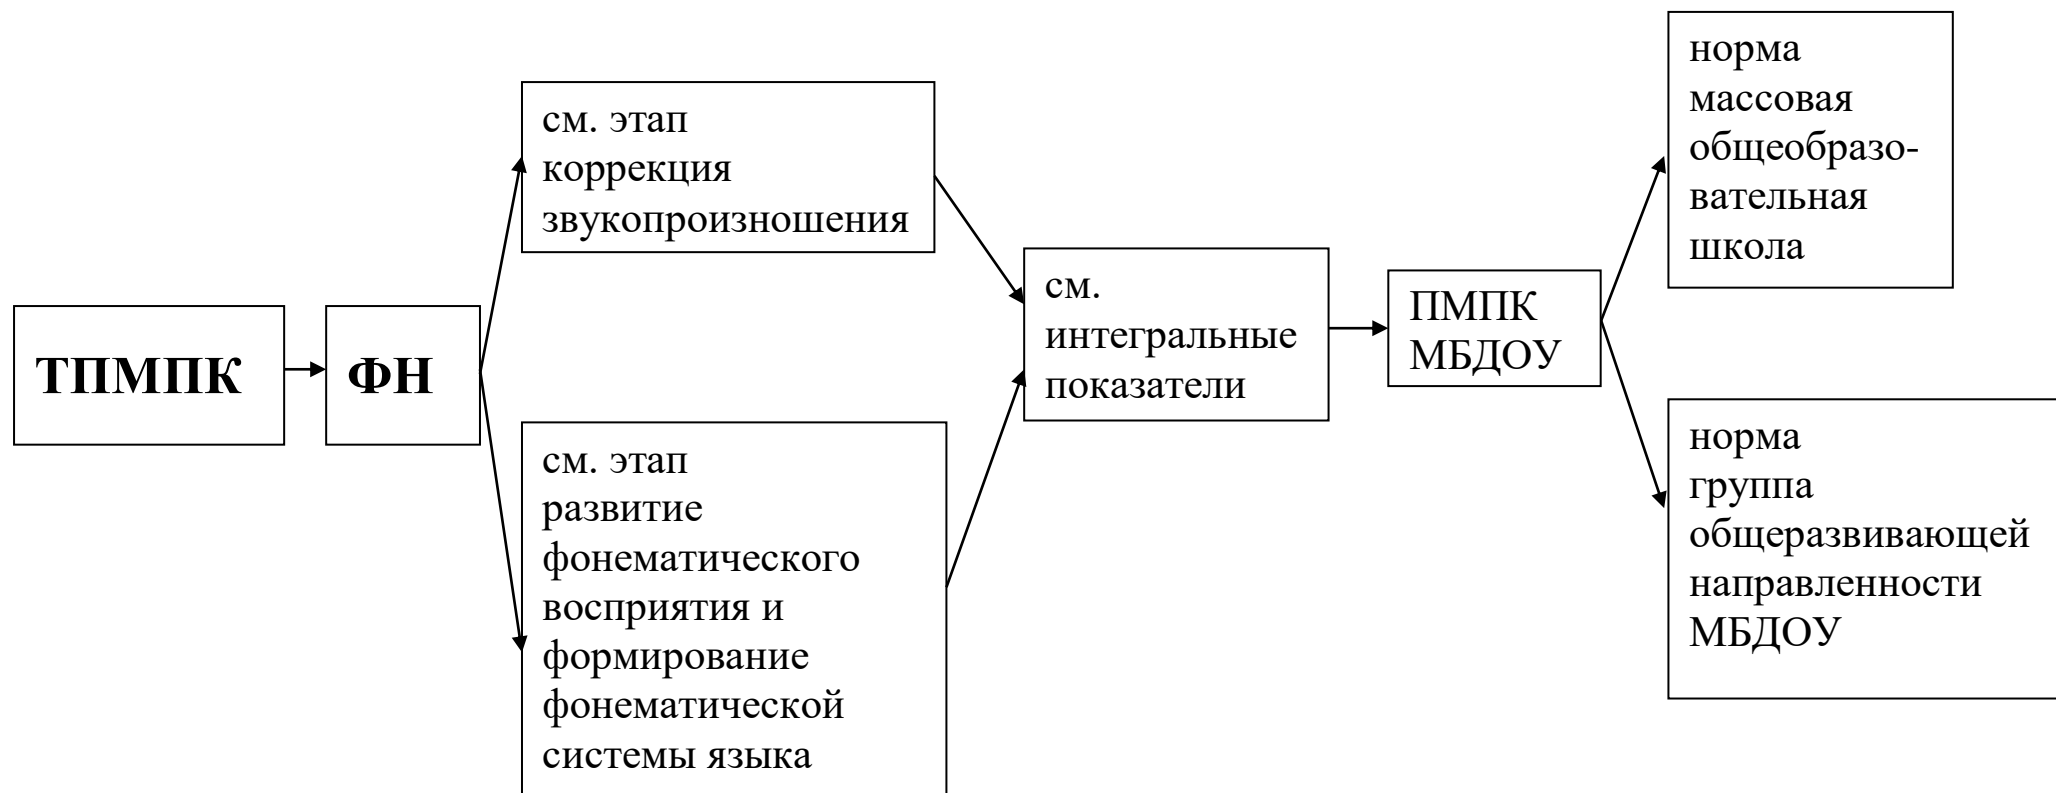 ТПМПК
ФН
см. этап
коррекция
звукопроизношения
см. этап
развитие
фонематического
восприятия и
формирование
фонематической
системы языка
см.
интегральные
показатели
ПМПК
МБДОУ
норма
массовая
общеобразо-
вательная
школа
норма
группа
общеразвивающей
направленности
МБДОУ